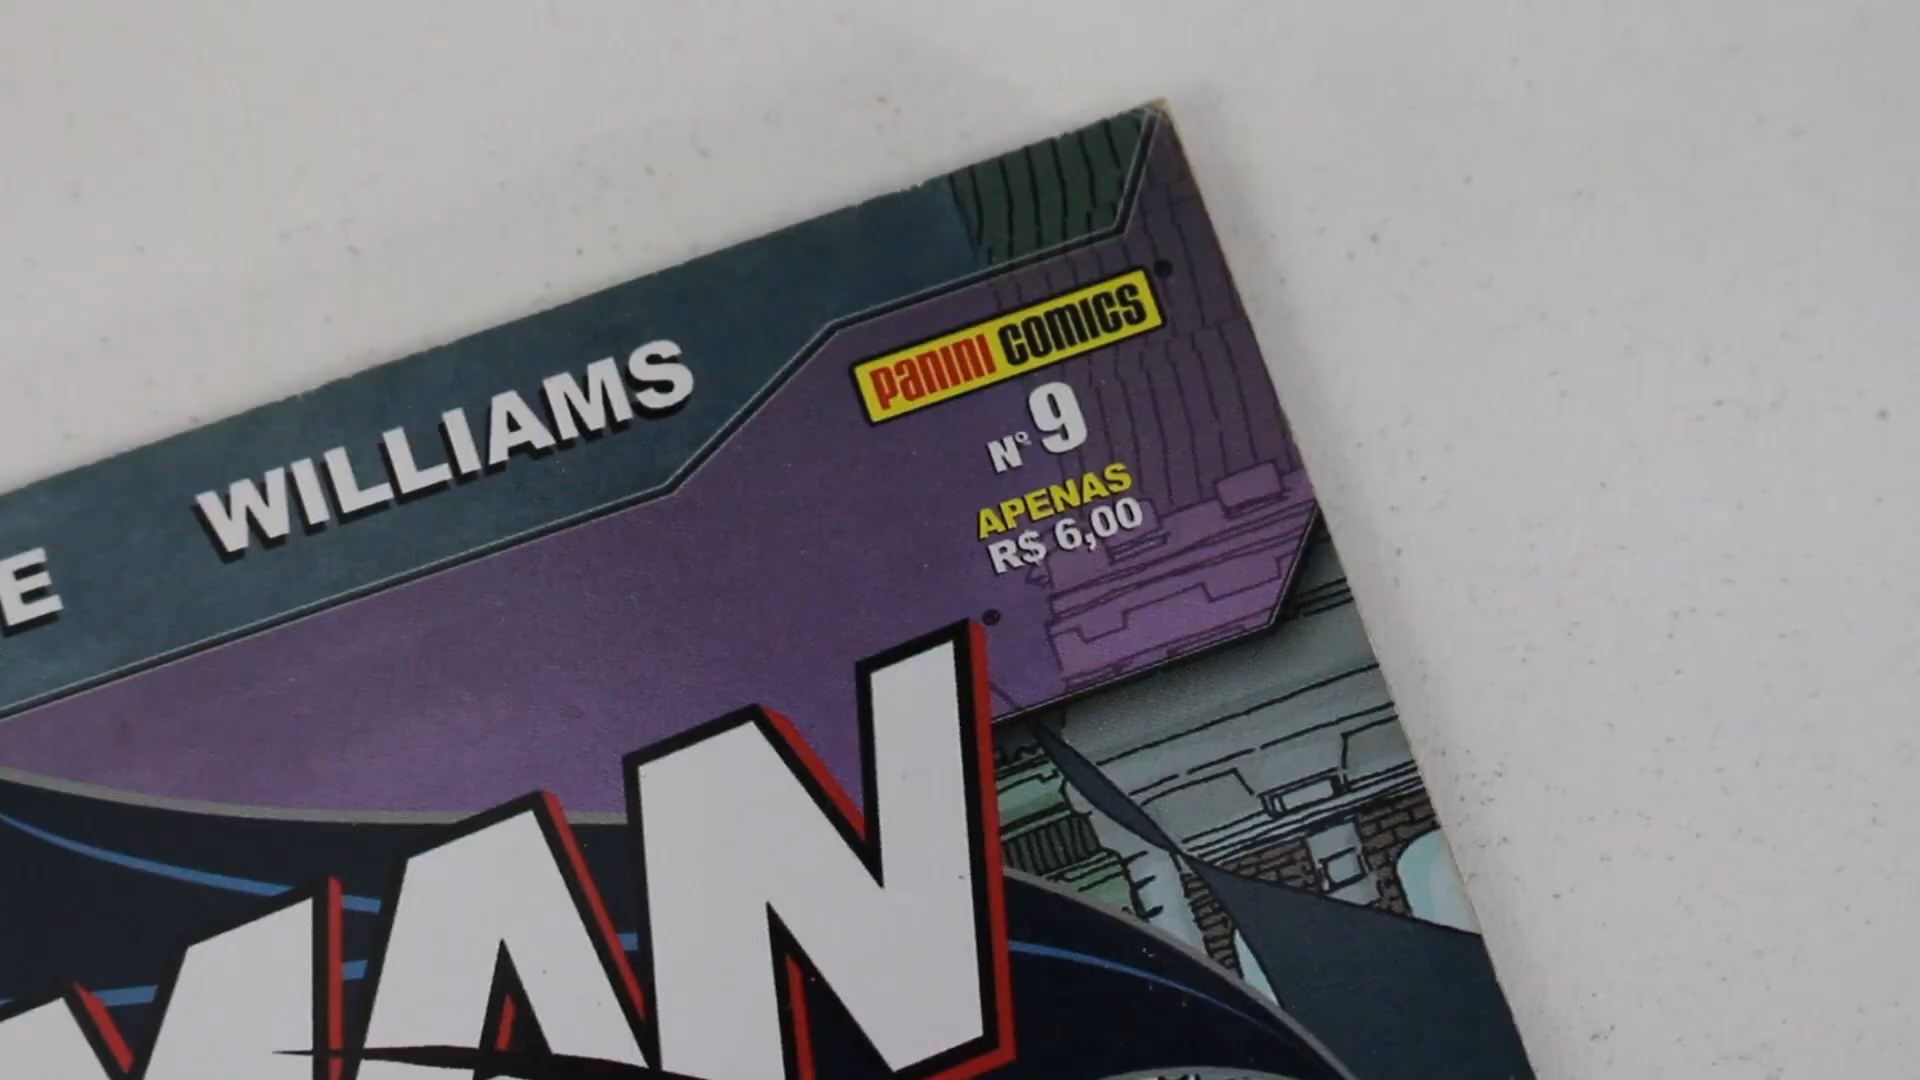 E WILLIAMS
PANINI COMICS
Nº 9
APENAS
R$ 6,00
MAN